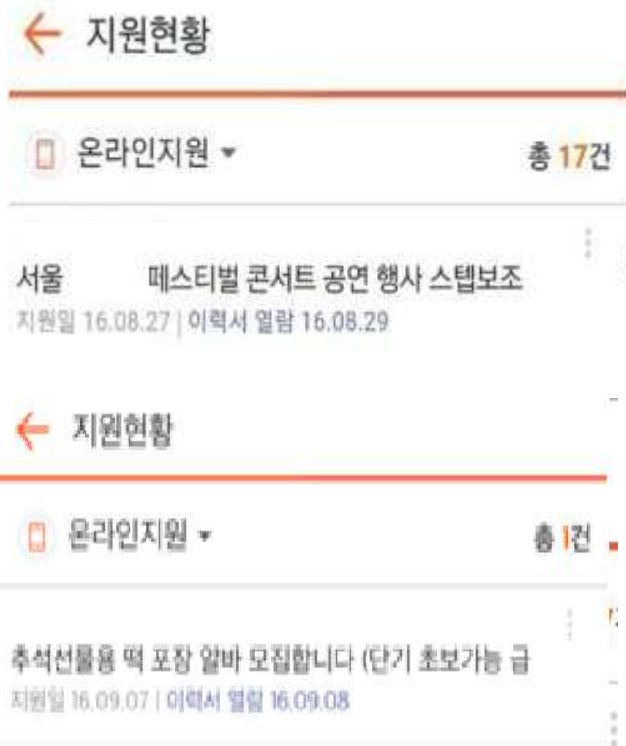 지원현황
온라인지원
총 17건
서울 페스티벌 콘서트 공연 행사 스텝보조
지원일 16.08.27 | 이력서 열람 16.08.29
지원현황
온라인지원
총 1건
추석선물용 떡 포장 알바 모집합니다 (단기 초보가능 급
지원일 16.09.07 | 이력서 열람 16.09.08